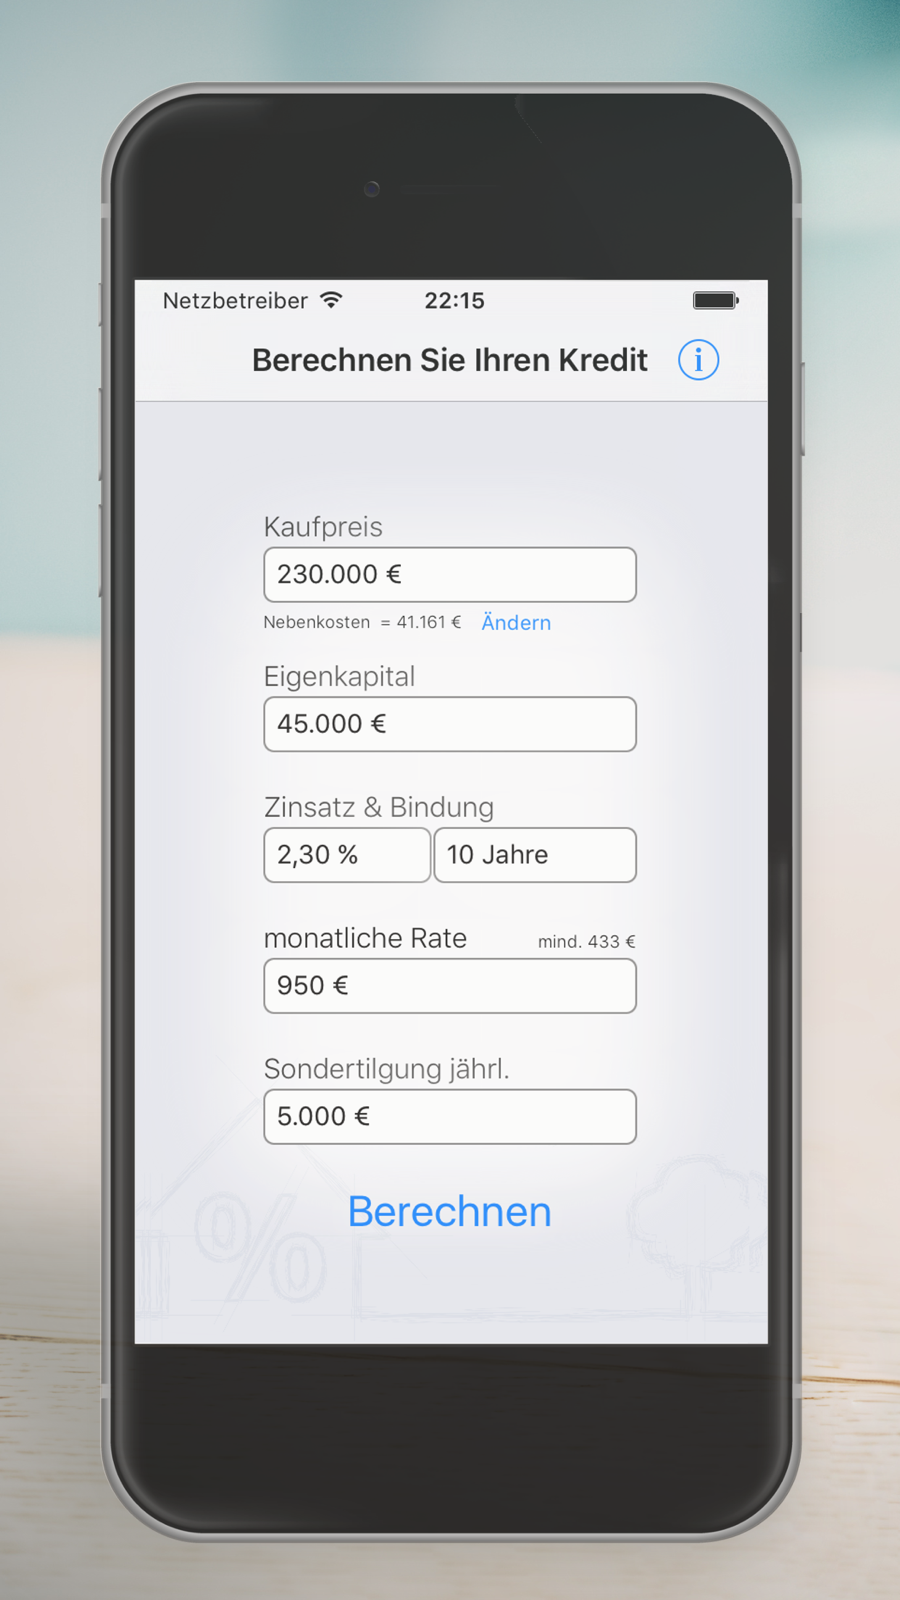 Netzbetreiber 22:15
Berechnen Sie Ihren Kredit i
Kaufpreis
230.000 €
Nebenkosten = 41.161 € Ändern
Eigenkapital
45.000 €
Zinsatz & Bindung
2,30 % 10 Jahre
monatliche Rate mind. 433 €
950 €
Sondertilgung jährl.
5.000 €
%
Berechnen